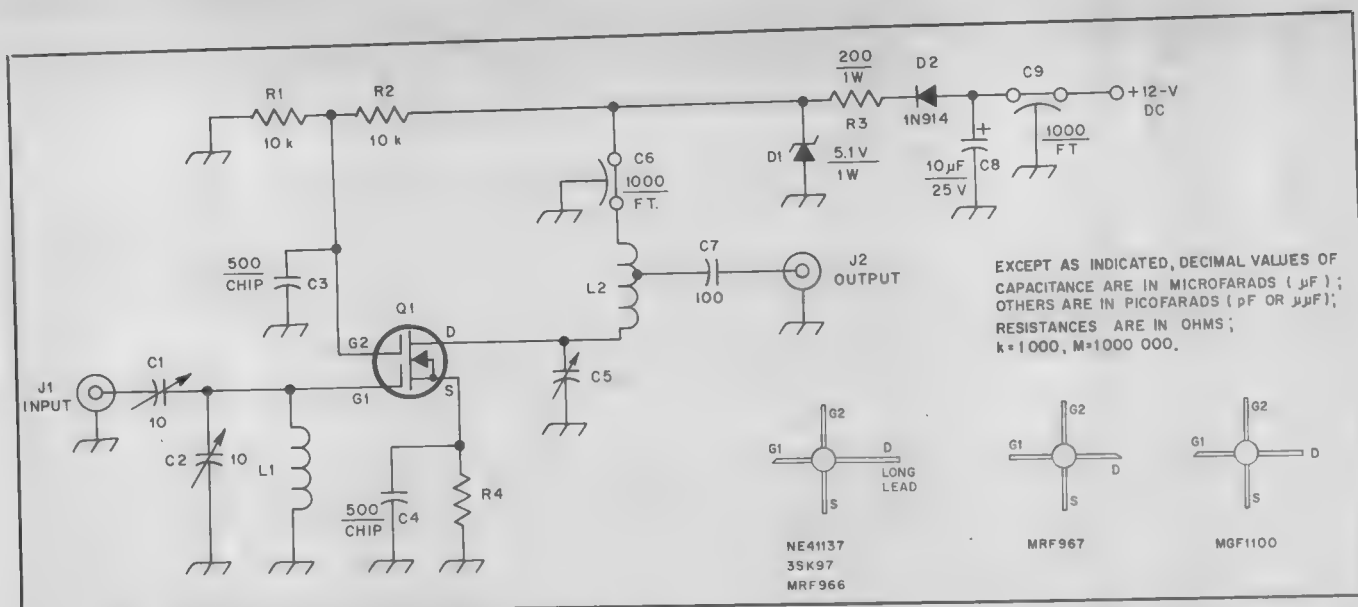 R1
10 k
R2
10 k
200
1W
R3
D2
1N914
C9
1000
FT
+12-V
DC
D1
5.1 V
1W
+
10 µF
25 V
C8
C6
1000
FT.
500
CHIP
C3
L2
C7
100
J2
OUTPUT
Q1
G2
D
G1
S
C5
J1
INPUT
C1
10
C2
10
L1
500
CHIP
C4
R4
EXCEPT AS INDICATED, DECIMAL VALUES OF
CAPACITANCE ARE IN MICROFARADS ( µF ) ;
OTHERS ARE IN PICOFARADS ( pF OR µµF);
RESISTANCES ARE IN OHMS ;
k=1000, M=1000 000.
G2
G1
D
LONG
LEAD
S
NE41137
3SK97
MRF966
G2
G1
D
S
MRF967
G2
G1
D
S
MGF1100